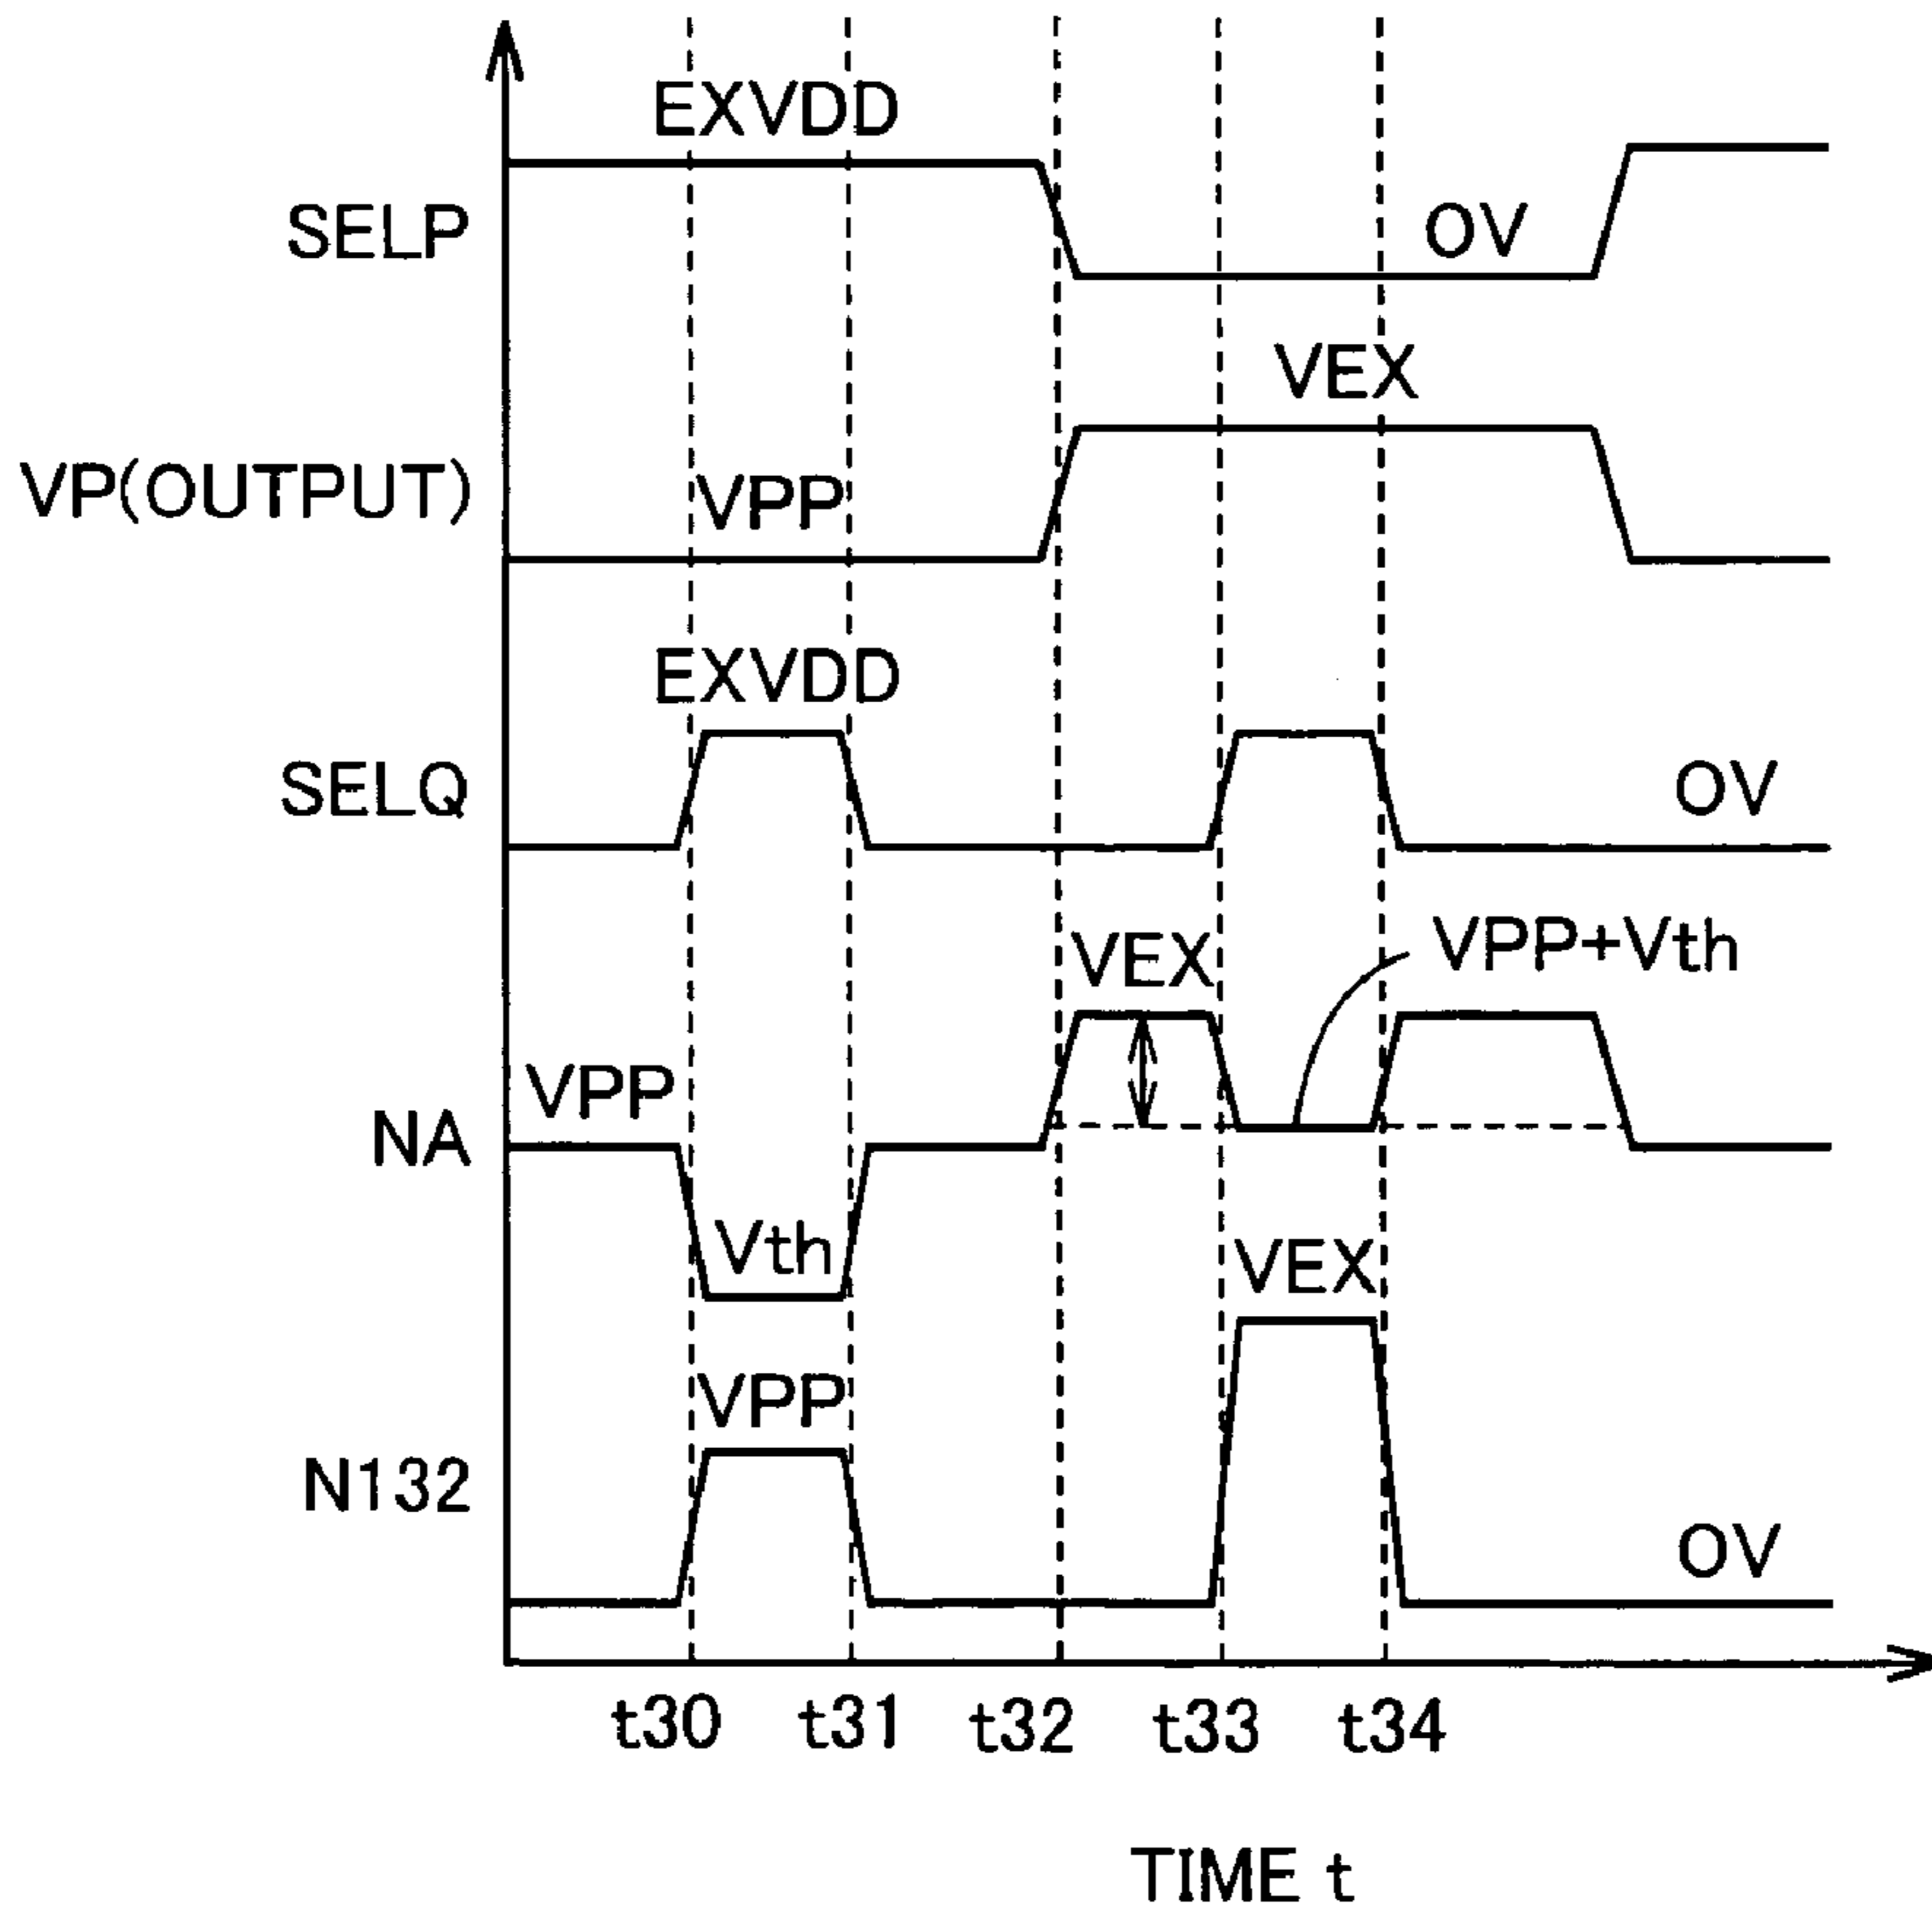 EXVDD
SELP
OV
VEX
VP(OUTPUT)
VPP
EXVDD
SELQ
OV
VEX
VPP+Vth
VPP
NA
Vth
VEX
VPP
N132
OV
t30 t31 t32 t33 t34
TIME t